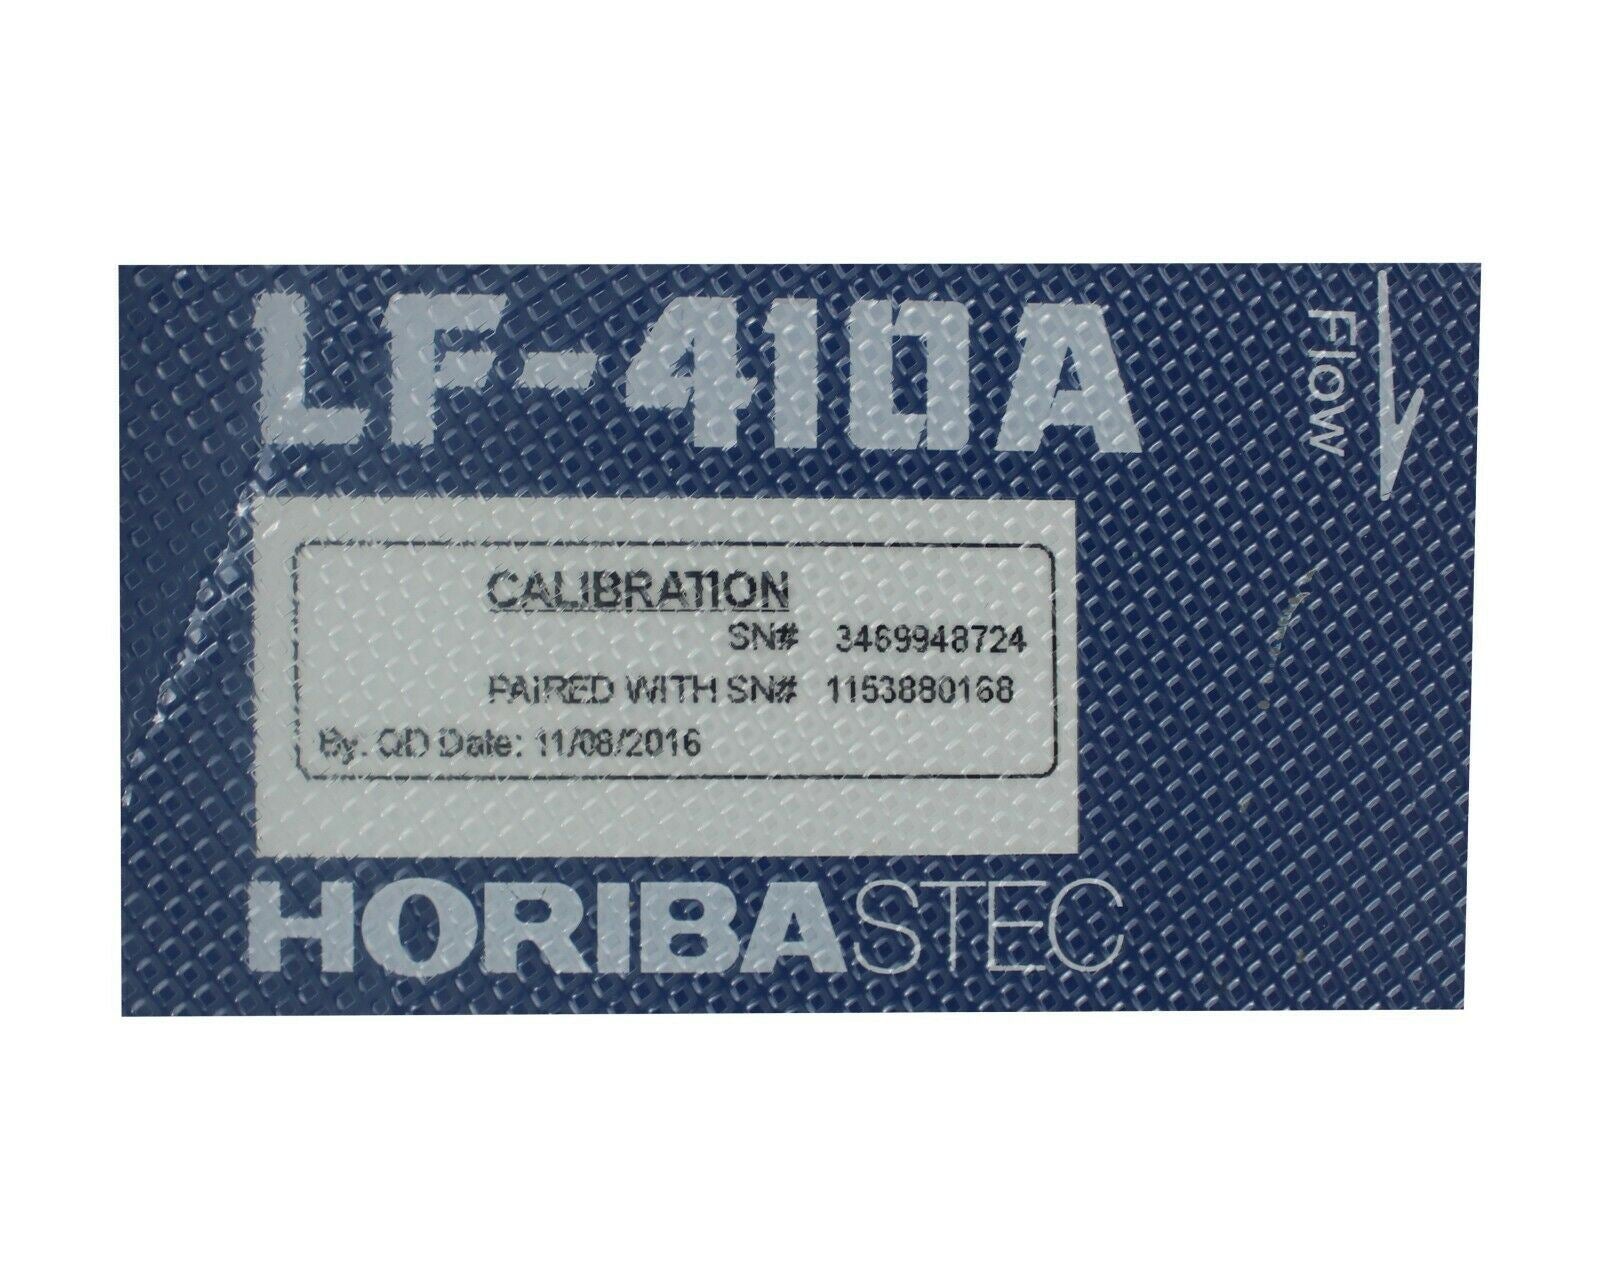 LF-410A
Flow
CALIBRATION
SN# 3469948724
PAIRED WITH SN# 1153880168
By: QD Date: 11/08/2016
HORIBASTEC